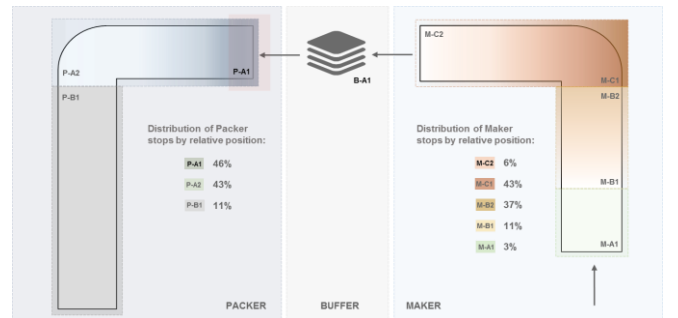 P-A2
P-A1
P-B1
Distribution of Packer
stops by relative position:
P-A1 46%
P-A2 43%
P-B1 11%
PACKER
B-A1
BUFFER
M-C2
M-C1
M-B2
Distribution of Maker
stops by relative position:
M-C2 6%
M-C1 43%
M-B2 37%
M-B1 11%
M-A1 3%
M-B1
M-A1
MAKER